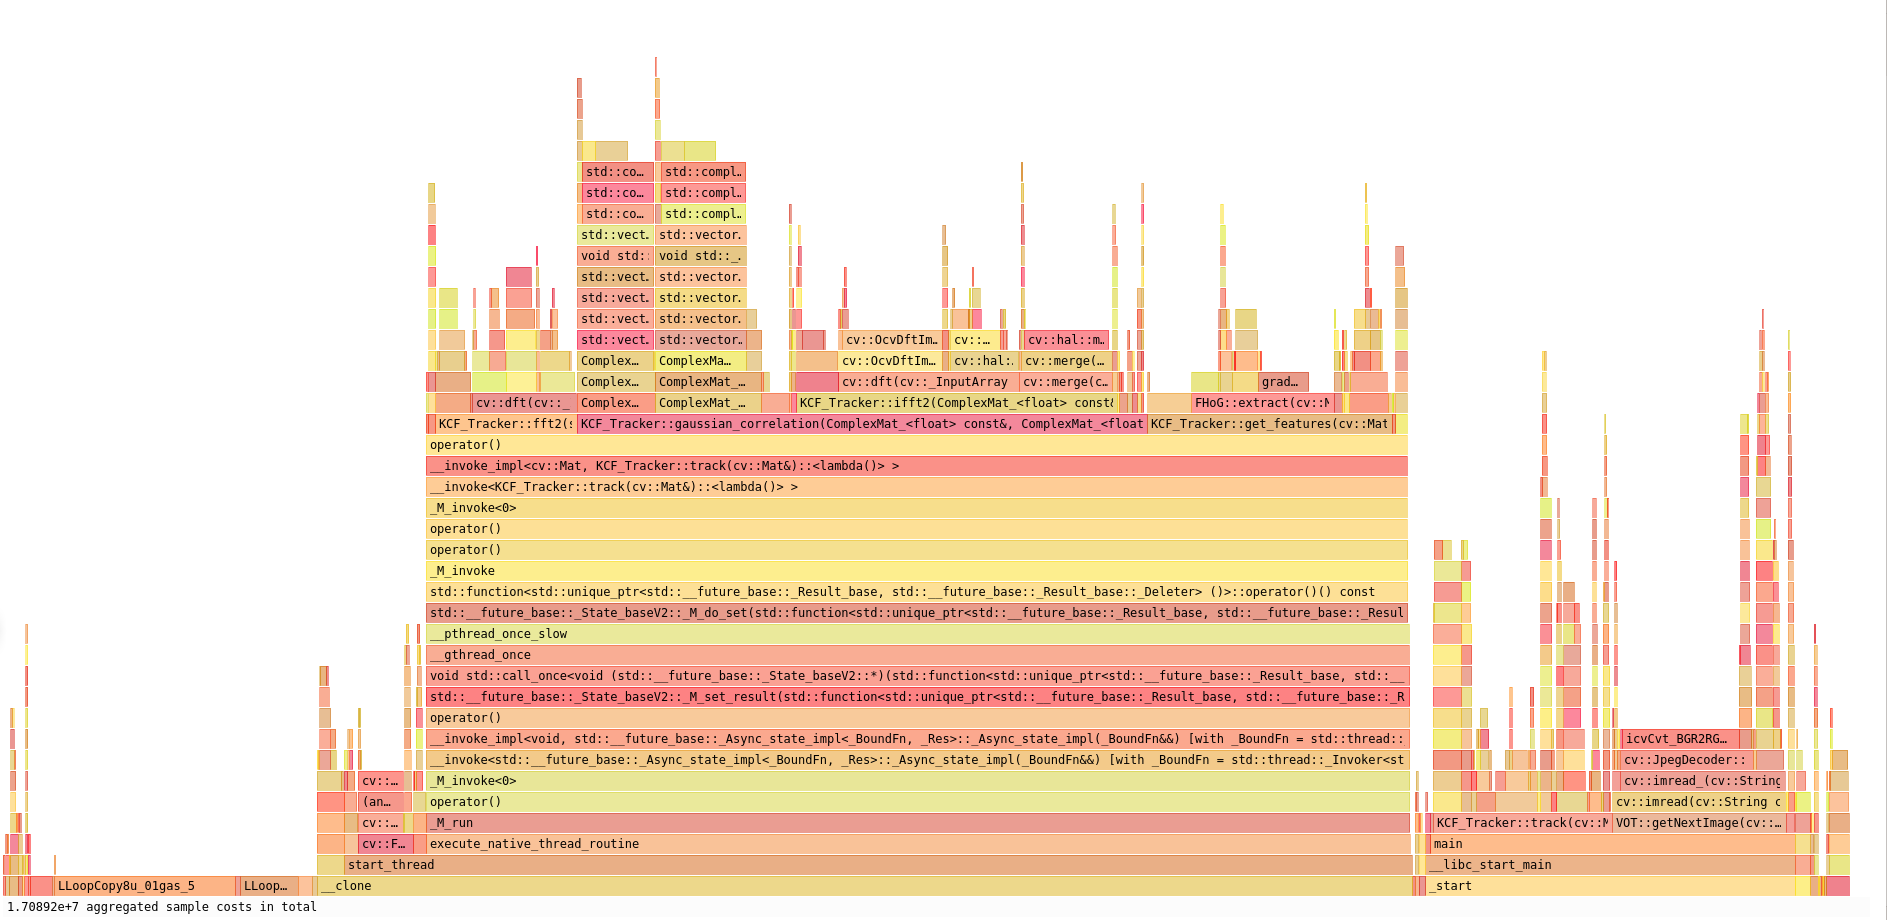 std::co… std::compl…
std::co… std::compl…
std::co… std::compl…
std::vect… std::vector…
void std:: void std::_…
std::vect… std::vector…
std::vect… std::vector…
std::vect… std::vector…
std::vect… std::vector… cv::OcvDftIm… cv::… cv::hal::m…
Complex… ComplexMa… cv::OcvDftIm… cv::hal:: cv::merge(…
Complex… ComplexMat_… cv::dft(cv::_InputArray cv::merge(c… grad…
cv::dft(cv::_ Complex… ComplexMat_… KCF_Tracker::ifft2(ComplexMat_<float> const& FHoG::extract(cv::M
KCF_Tracker::fft2(s KCF_Tracker::gaussian_correlation(ComplexMat_<float> const&, ComplexMat_<float KCF_Tracker::get_features(cv::Mat
operator()
__invoke_impl<cv::Mat, KCF_Tracker::track(cv::Mat&)::<lambda()> >
__invoke<KCF_Tracker::track(cv::Mat&)::<lambda()> >
_M_invoke<0>
operator()
operator()
_M_invoke
std::function<std::unique_ptr<std::__future_base::_Result_base, std::__future_base::_Result_base::_Deleter> ()>::operator()() const
std::__future_base::_State_baseV2::_M_do_set(std::function<std::unique_ptr<std::__future_base::_Result_base, std::__future_base::_Resul
__pthread_once_slow
__gthread_once
void std::call_once<void (std::__future_base::_State_baseV2::*)(std::function<std::unique_ptr<std::__future_base::_Result_base, std::__
std::__future_base::_State_baseV2::_M_set_result(std::function<std::unique_ptr<std::__future_base::_Result_base, std::__future_base::_R
operator()
__invoke_impl<void, std::__future_base::_Async_state_impl<_BoundFn, _Res>::_Async_state_impl(_BoundFn&&) [with _BoundFn = std::thread:: icvCvt_BGR2RG…
__invoke<std::__future_base::_Async_state_impl<_BoundFn, _Res>::_Async_state_impl(_BoundFn&&) [with _BoundFn = std::thread::_Invoker<st cv::JpegDecoder::
cv::… _M_invoke<0> cv::imread_(cv::String
(an… operator() cv::imread(cv::String c
cv::… _M_run KCF_Tracker::track(cv::M VOT::getNextImage(cv::…
cv::F… execute_native_thread_routine main
start_thread __libc_start_main
LLoopCopy8u_01gas_5 LLoop… __clone _start
1.70892e+7 aggregated sample costs in total